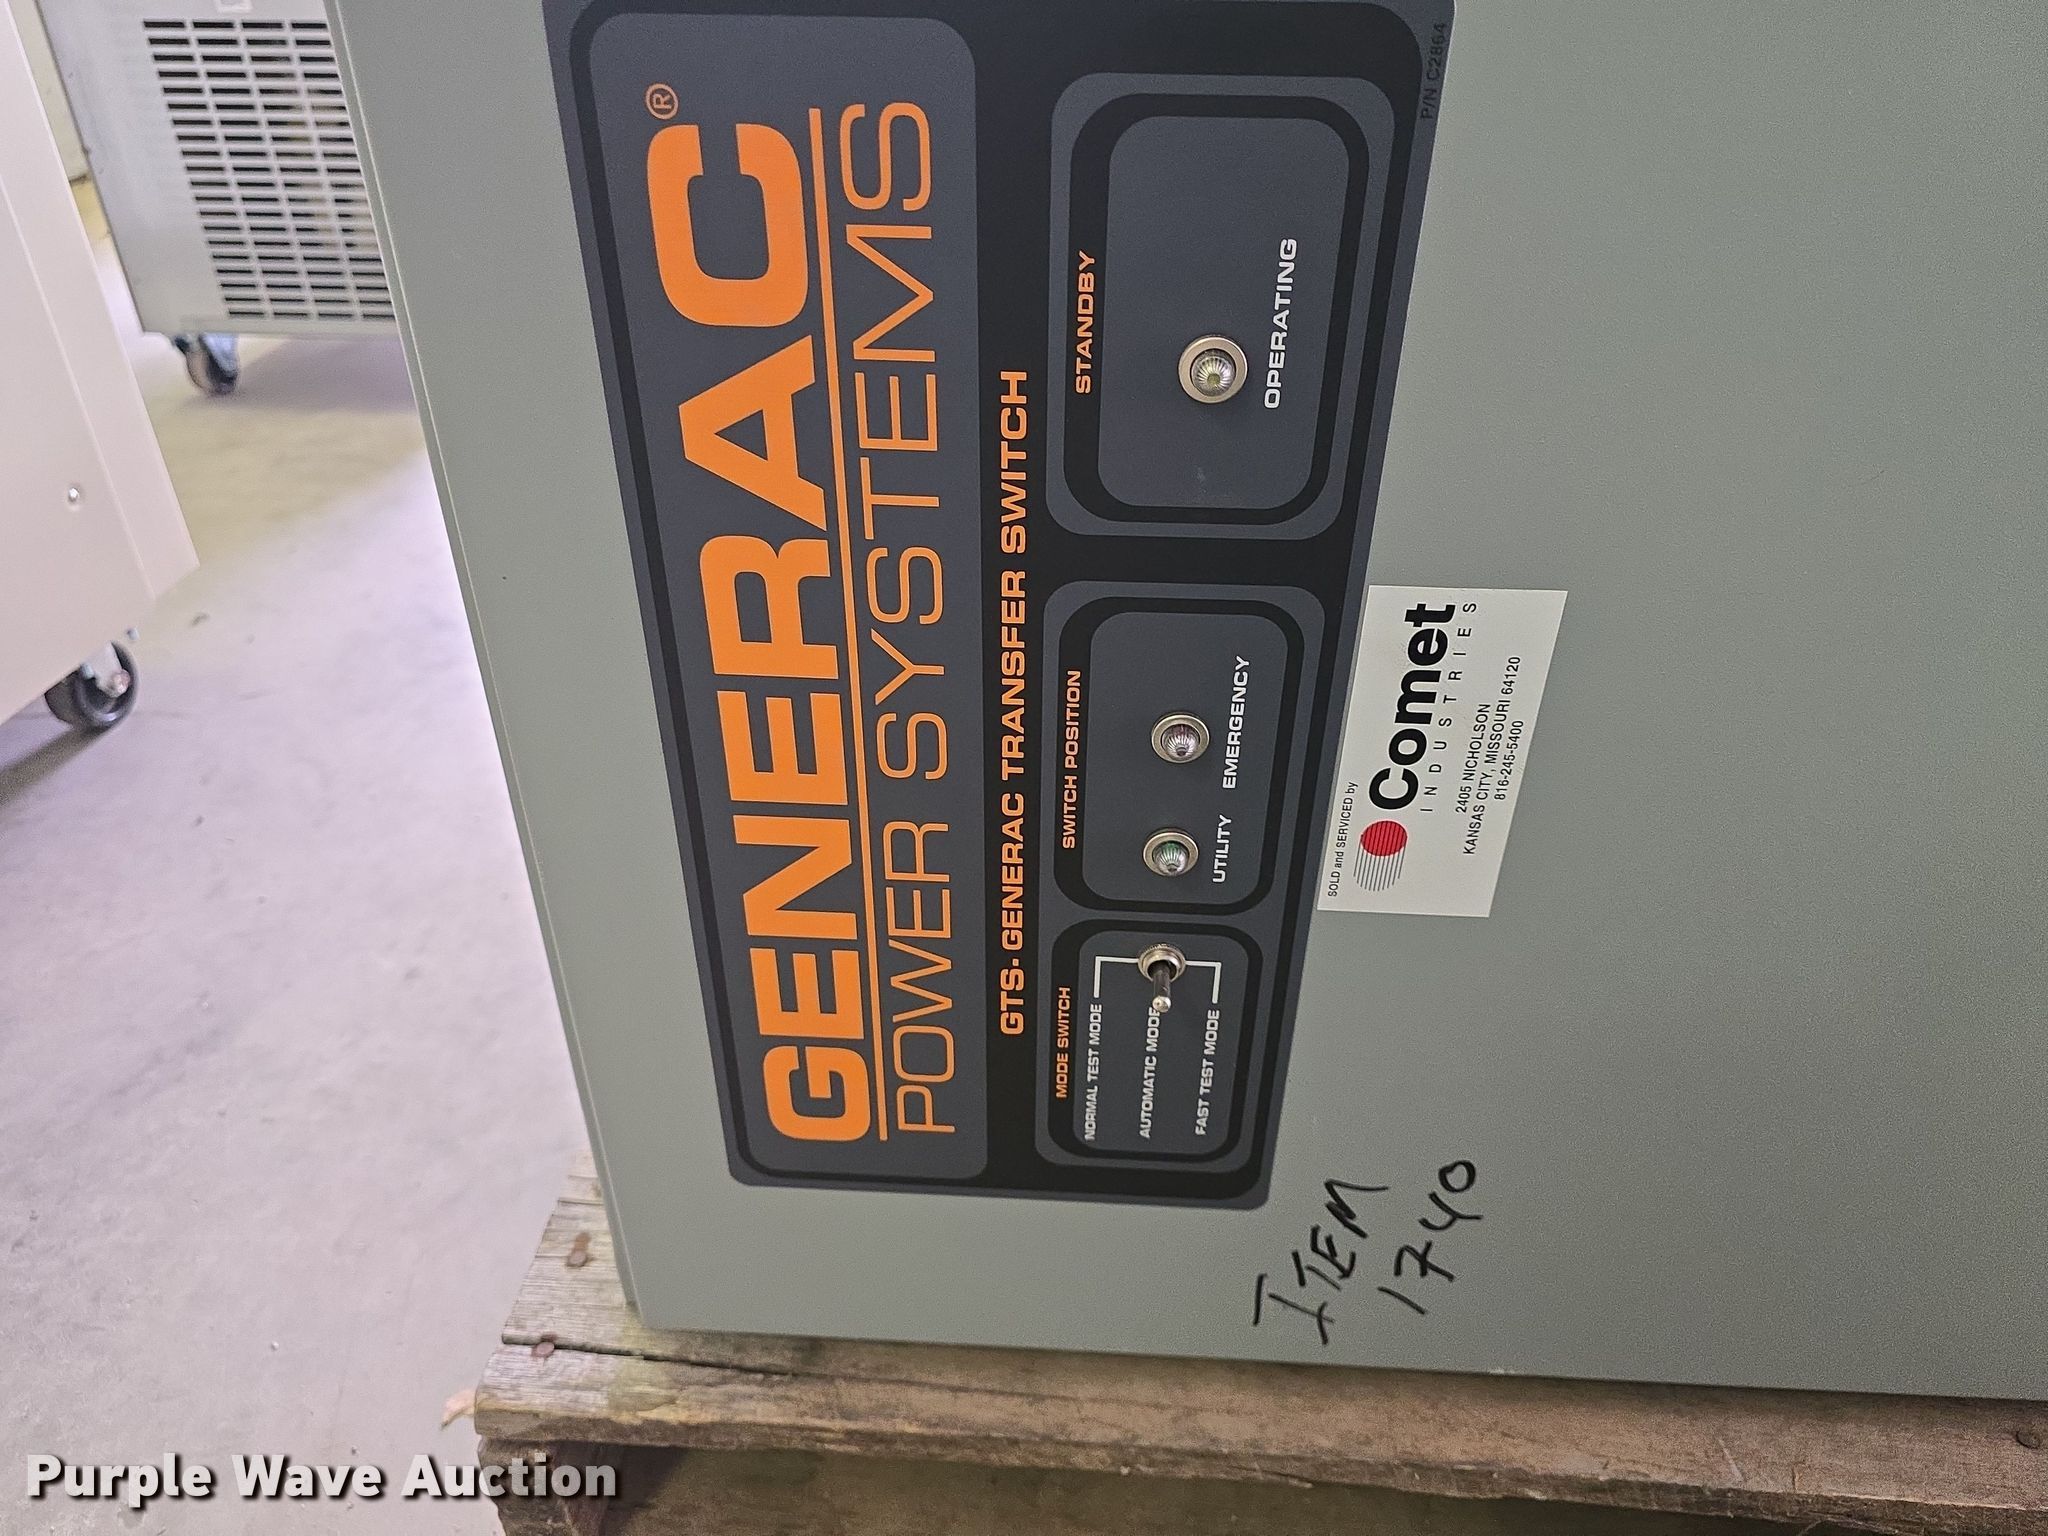 GENERAC®
POWER SYSTEMS
GTS- GENERAC TRANSFER SWITCH
MODE SWITCH
NORMAL TEST MODE
AUTOMATIC MODE
FAST TEST MODE
SWITCH POSITION
UTILITY
EMERGENCY
STANDBY
OPERATING
P/N C2864
SOLD and SERVICED by
Comet
INDUSTRIES
2405 NICHOLSON
KANSAS CITY, MISSOURI 64120
816-245-5400
ITEM
1740
Purple Wave Auction